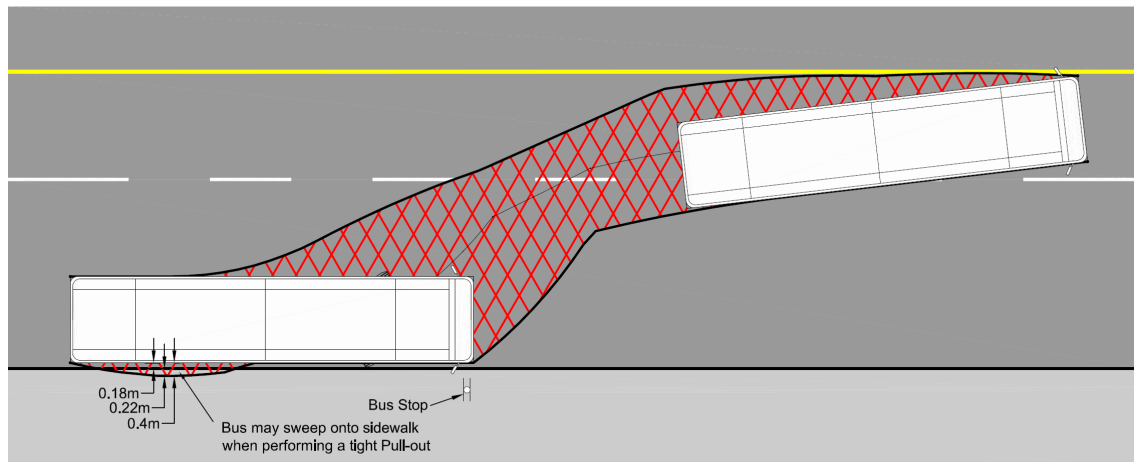 0.18m
0.22m
0.4m
Bus Stop
Bus may sweep onto sidewalk
when performing a tight Pull-out